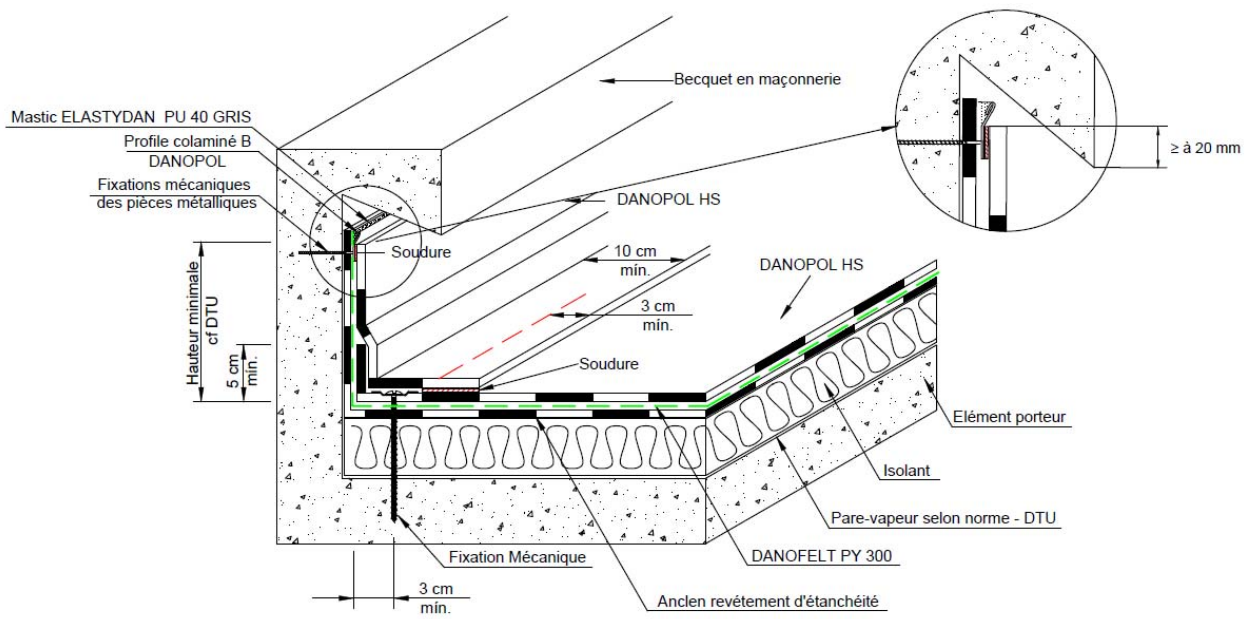 Becquet en maçonnerie
Mastic ELASTYDAN PU 40 GRIS
Profile colaminé B
DANOPOL
Fixations mécaniques
des pièces métalliques
≥ à 20 mm
DANOPOL HS
Soudure
10 cm
mín.
DANOPOL HS
3 cm
mín.
Hauteur minimale
cf DTU
5 cm
mín.
Soudure
Elément porteur
Isolant
Pare-vapeur selon norme - DTU
DANOFELT PY 300
Fixation Mécanique
3 cm
mín.
Ancien revétement d'étanchéité